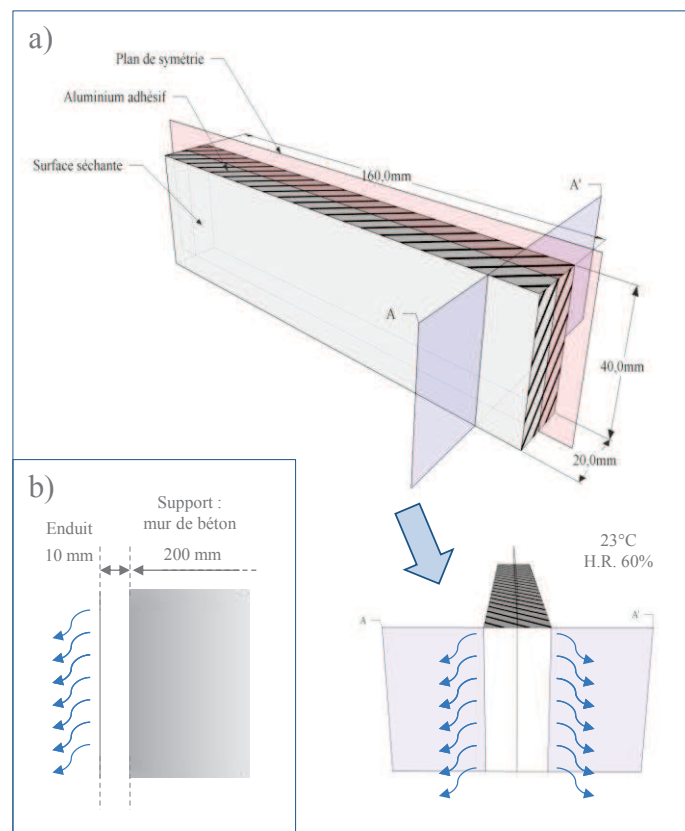 a)
Plan de symétrie
Aluminium adhésif
Surface séchante
160,0mm
A'
A
40,0mm
20,0mm
b)
Support :
Enduit
mur de béton
10 mm
200 mm
23°C
H.R. 60%
A
A'